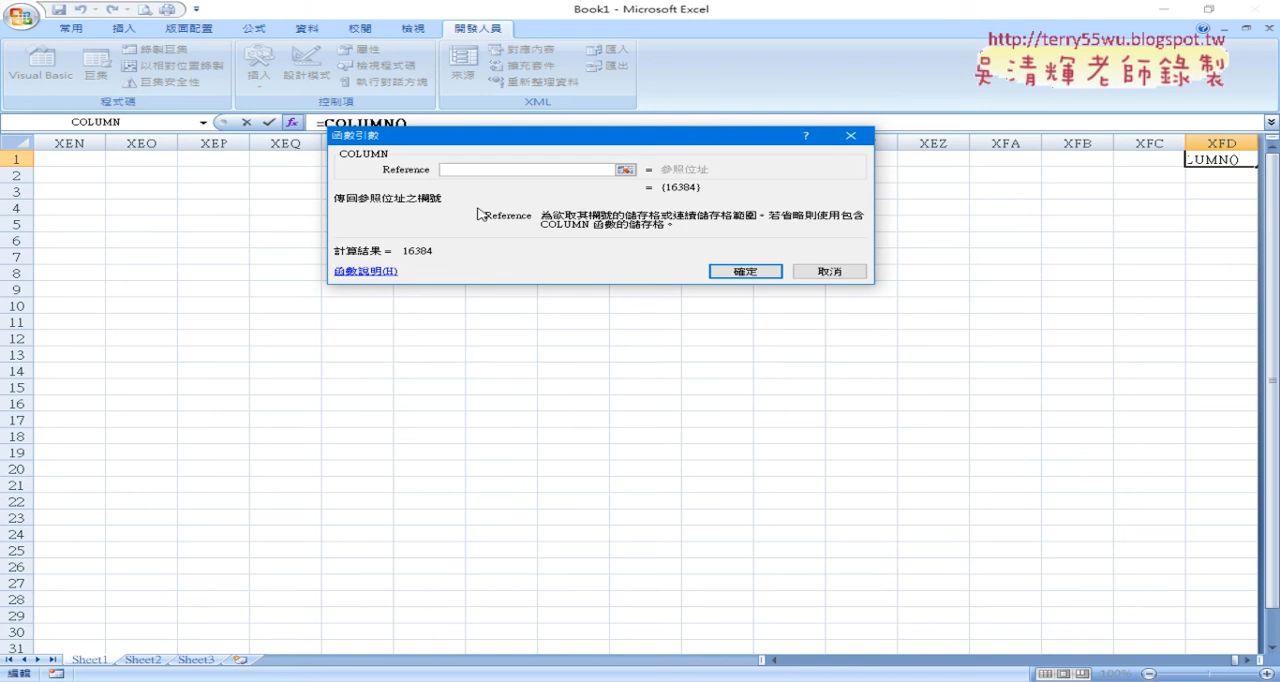 Book1 - Microsoft Excel
常用 插入 版面配置 公式 資料 校閱 檢視 開發人員
http://terry55wu.blogspot.tw
吳清輝老師錄製
Visual Basic 巨集 錄製巨集 以相對位置錄製 巨集安全性
插入 設計模式 屬性 檢視程式碼 執行對話方塊
來源 對應內容 擴充套件 重新整理資料 匯入 匯出
程式碼 控制項 XML
COLUMN =COLUMN()
XEN XEO XEP XEQ XEZ XFA XFB XFC XFD
函數引數 ?
COLUMN
Reference = 參照位址
= {16384}
傳回參照位址之欄號
Reference 為欲取其欄號的儲存格或連續儲存格範圍。若省略則使用包含
COLUMN 函數的儲存格。
計算結果 = 16384
函數說明(H) 確定 取消
1 UMN()
2
3
4
5
6
7
8
9
10
11
12
13
14
15
16
17
18
19
20
21
22
23
24
25
26
27
28
29
30
31
Sheet1 Sheet2 Sheet3
編輯 100%